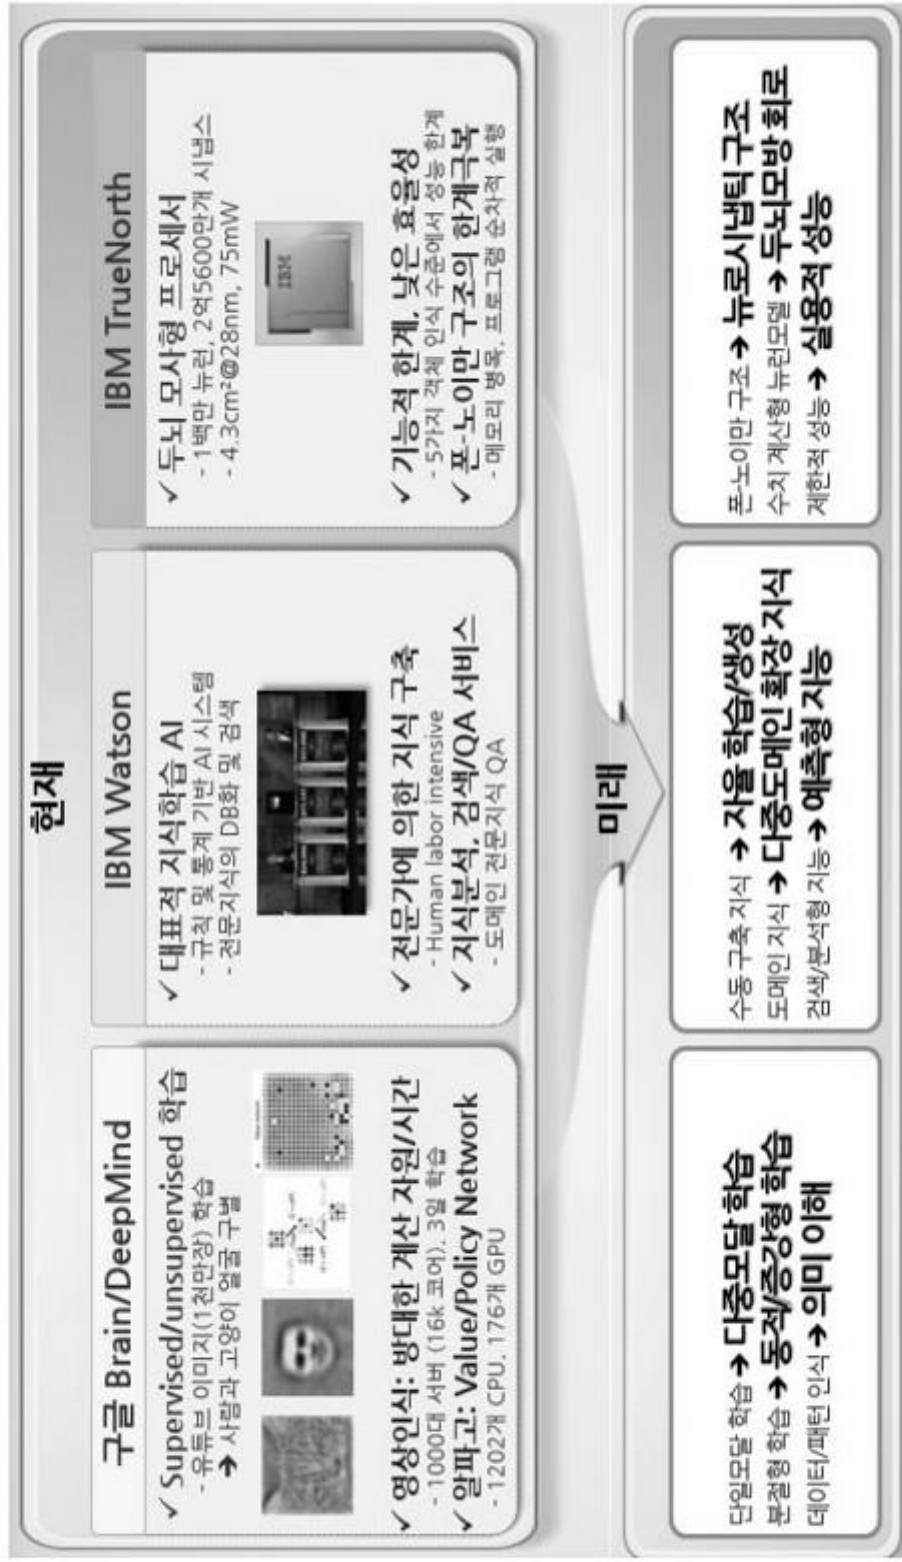 현재
구글 Brain/DeepMind
✓ Supervised/unsupervised 학습
- 유튜브 이미지(1천만장) 학습
➔ 사람과 고양이 얼굴 구별
✓ 영상인식: 방대한 계산 자원/시간
- 1000대 서버 (16k 코어), 3일 학습
✓ 알파고: Value/Policy Network
- 1202개 CPU, 176개 GPU
IBM Watson
✓ 대표적 지식학습 AI
- 규칙 및 통계 기반 AI 시스템
- 전문지식의 DB화 및 검색
✓ 전문가에 의한 지식 구축
- Human labor intensive
✓ 지식분석, 검색/QA 서비스
- 도메인 전문지식 QA
IBM TrueNorth
✓ 두뇌 모사형 프로세서
- 1백만 뉴런, 2억5600만개 시냅스
- 4.3cm²@28nm, 75mW
IBM
✓ 기능적 한계, 낮은 효율성
- 5가지 객체 인식 수준에서 성능 한계
✓ 폰-노이만 구조의 한계극복
- 메모리 병목, 프로그램 순차적 실행
미래
단일모달 학습 ➔ 다중모달 학습
분절형 학습 ➔ 동적/증강형 학습
데이터/패턴 인식 ➔ 의미 이해
수동 구축 지식 ➔ 자율 학습/생성
도메인 지식 ➔ 다중도메인 확장 지식
검색/분석형 지능 ➔ 예측형 지능
폰-노이만 구조 ➔ 뉴로시냅틱 구조
수치 계산형 뉴런모델 ➔ 두뇌모방 회로
제한적 성능 ➔ 실용적 성능